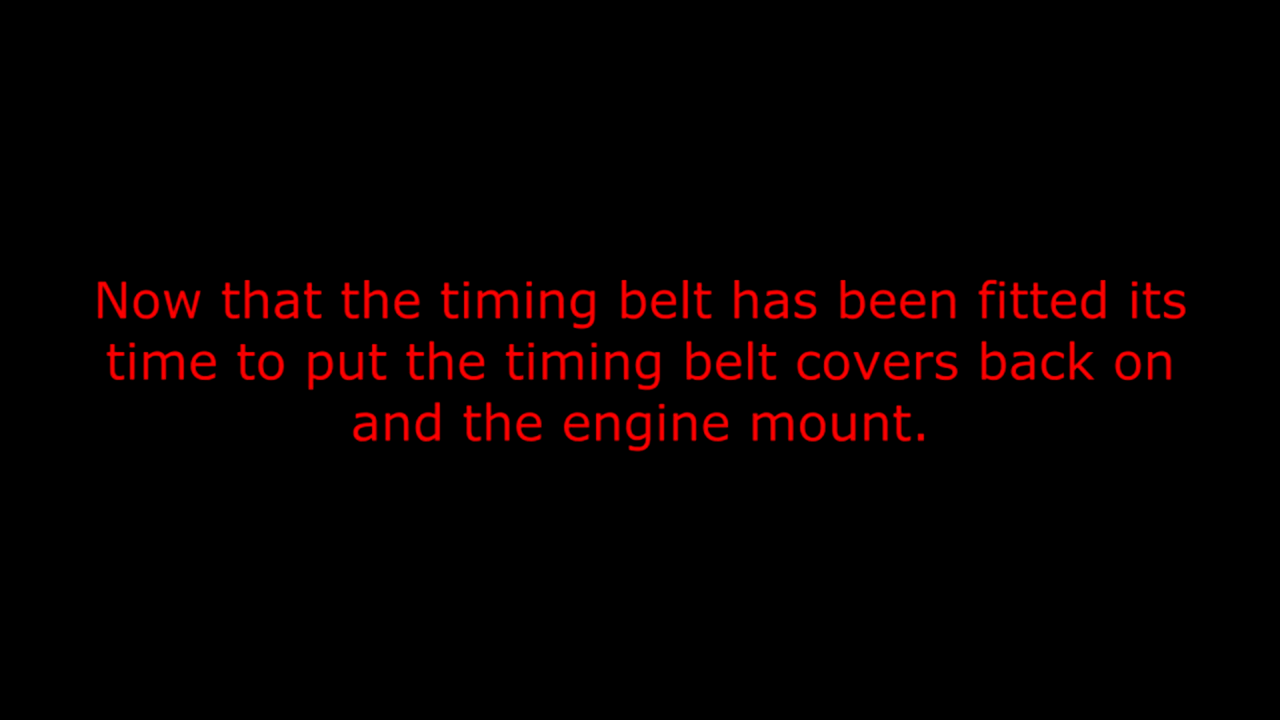 Now that the timing belt has been fitted its
time to put the timing belt covers back on
and the engine mount.